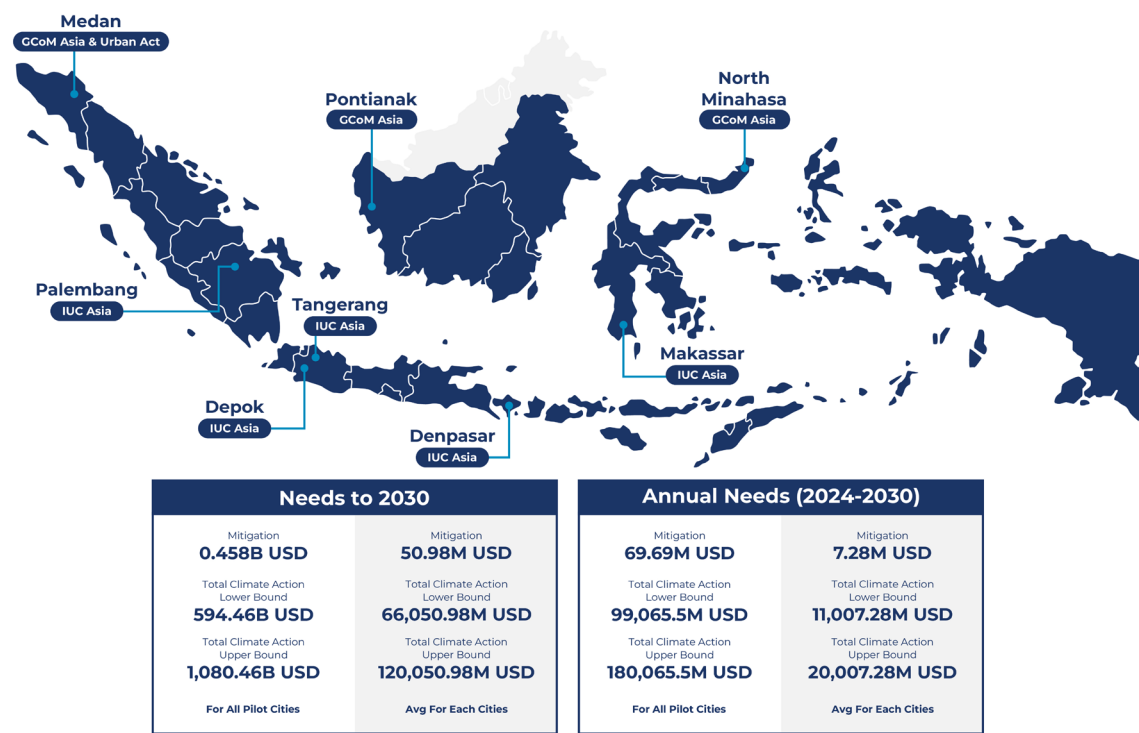 Medan
GCoM Asia & Urban Act
Pontianak
GCoM Asia
North
Minahasa
GCoM Asia
Palembang
IUC Asia
Tangerang
IUC Asia
Makassar
IUC Asia
Depok
IUC Asia
Denpasar
IUC Asia
Needs to 2030
Mitigation
0.458B USD
Total Climate Action
Lower Bound
594.46B USD
Total Climate Action
Upper Bound
1,080.46B USD
For All Pilot Cities
Mitigation
50.98M USD
Total Climate Action
Lower Bound
66,050.98M USD
Total Climate Action
Upper Bound
120,050.98M USD
Avg For Each Cities
Annual Needs (2024-2030)
Mitigation
69.69M USD
Total Climate Action
Lower Bound
99,065.5M USD
Total Climate Action
Upper Bound
180,065.5M USD
For All Pilot Cities
Mitigation
7.28M USD
Total Climate Action
Lower Bound
11,007.28M USD
Total Climate Action
Upper Bound
20,007.28M USD
Avg For Each Cities